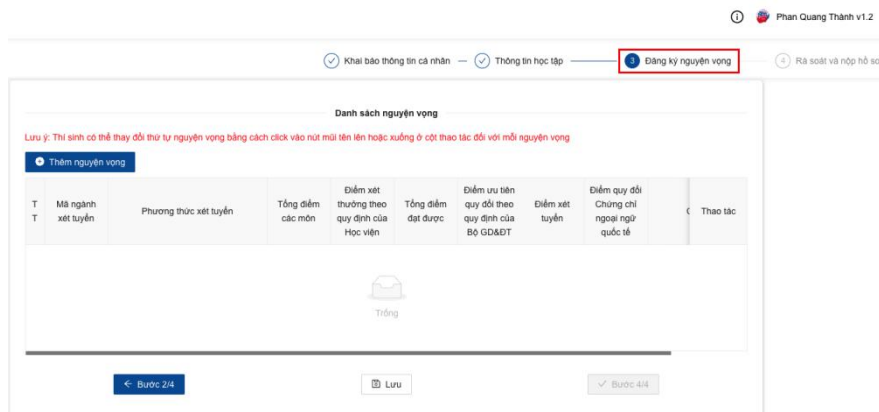 Phan Quang Thành v1.2
Khai báo thông tin cá nhân
Thông tin học tập
3 Đăng ký nguyện vọng
4 Rà soát và nộp hồ sơ
Danh sách nguyện vọng
Lưu ý: Thí sinh có thể thay đổi thứ tự nguyện vọng bằng cách click vào nút mũi tên lên hoặc xuống ở cột thao tác đối với mỗi nguyện vọng
Thêm nguyện vọng
T
T
Mã ngành
xét tuyển
Phương thức xét tuyển
Tổng điểm
các môn
Điểm xét
thưởng theo
quy định của
Học viện
Tổng điểm
đạt được
Điểm ưu tiên
quy đổi theo
quy định của
Bộ GD&ĐT
Điểm xét
tuyển
Điểm quy đổi
Chứng chỉ
ngoại ngữ
quốc tế
Thao tác
Trống
Bước 2/4
Lưu
Bước 4/4